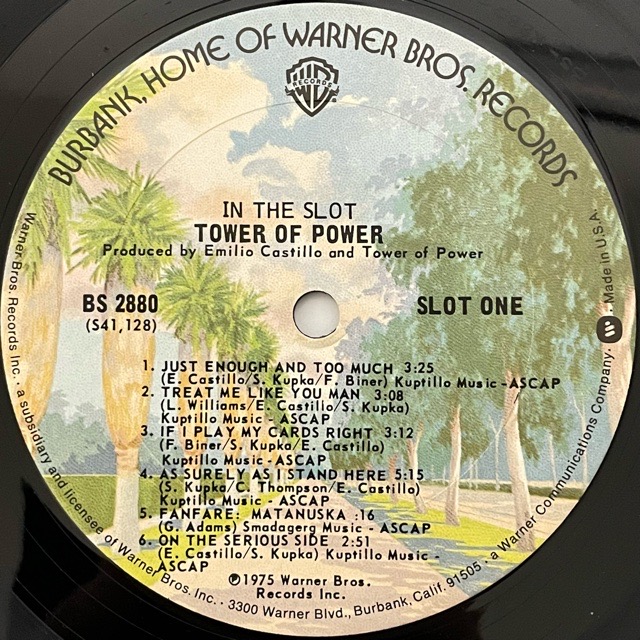 BURBANK, HOME OF WARNER BROS. RECORDS
WB
RECORDS
IN THE SLOT
TOWER OF POWER
Produced by Emilio Castillo and Tower of Power
BS 2880
(S41,128)
SLOT ONE
1. JUST ENOUGH AND TOO MUCH 3:25
(E. Castillo/S. Kupka/F. Biner) Kuptillo Music - ASCAP
2. TREAT ME LIKE YOU MAN 3:08
(L. Williams/E. Castillo/S. Kupka)
Kuptillo Music - ASCAP
3. IF I PLAY MY CARDS RIGHT 3:12
(F. Biner/S. Kupka/E. Castillo)
Kuptillo Music - ASCAP
4. AS SURELY AS I STAND HERE 5:15
(S. Kupka/C. Thompson/E. Castillo)
Kuptillo Music - ASCAP
5. FANFARE: MATANUSKA :16
(G. Adams) Smadagerg Music - ASCAP
6. ON THE SERIOUS SIDE 2:51
(E. Castillo/S. Kupka) Kuptillo Music -
ASCAP
℗1975 Warner Bros.
Records Inc.
Warner Bros. Records Inc. · a subsidiary and licensee of Warner Bros. Inc. · 3300 Warner Blvd., Burbank, Calif. 91505 · a Warner Communications Company · Made in U.S.A.